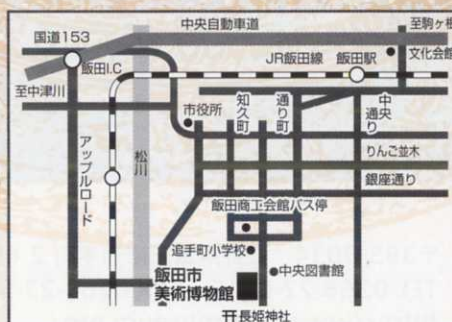 中央自動車道
至駒ヶ根
国道153
JR飯田線
飯田駅
文化会館
飯田I.C
至中津川
市役所
知久町
通り町
中央通り
りんご並木
銀座通り
アップルロード
松川
飯田商工会館バス停
追手町小学校
中央図書館
飯田市
美術博物館
長姫神社